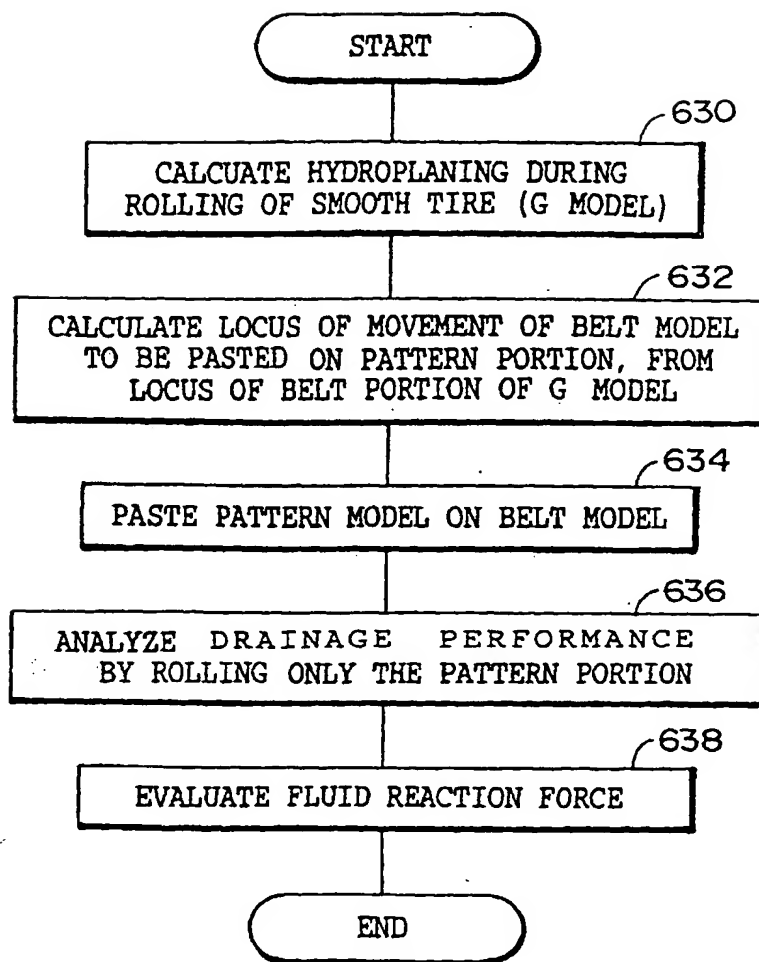 START
630
CALCUATE HYDROPLANING DURING
ROLLING OF SMOOTH TIRE (G MODEL)
632
CALCULATE LOCUS OF MOVEMENT OF BELT MODEL
TO BE PASTED ON PATTERN PORTION, FROM
LOCUS OF BELT PORTION OF G MODEL
634
PASTE PATTERN MODEL ON BELT MODEL
636
ANALYZE DRAINAGE PERFORMANCE
BY ROLLING ONLY THE PATTERN PORTION
638
EVALUATE FLUID REACTION FORCE
END